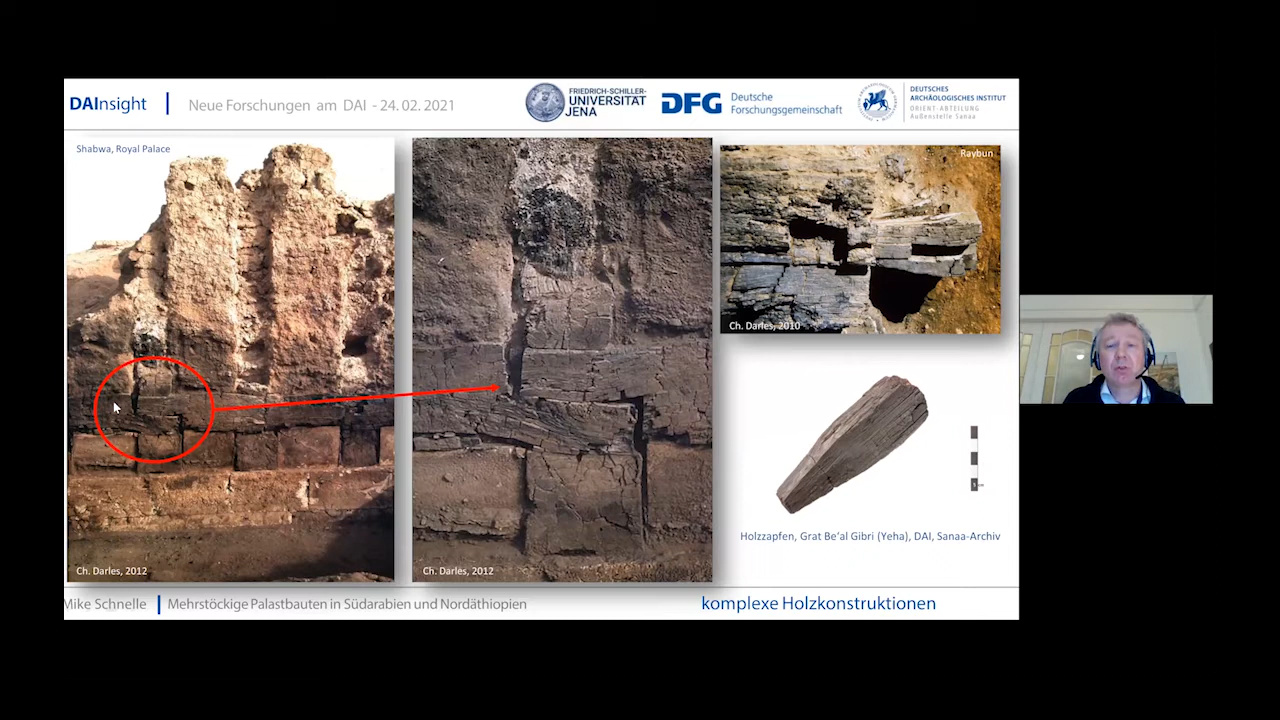 DAInsight
Neue Forschungen am DAI - 24.02. 2021
FRIEDRICH-SCHILLER-
UNIVERSITÄT
JENA
DFG
Deutsche
Forschungsgemeinschaft
DEUTSCHES
ARCHÄOLOGISCHES INSTITUT
ORIENT-ABTEILUNG
Außenstelle Sanaa
Shabwa, Royal Palace
Ch. Darles, 2012
Ch. Darles, 2012
Raybun
Ch. Darles, 2010
Holzzapfen, Grat Be’al Gibri (Yeha), DAI, Sanaa-Archiv
Mike Schnelle
Mehrstöckige Palastbauten in Südarabien und Nordäthiopien
komplexe Holzkonstruktionen